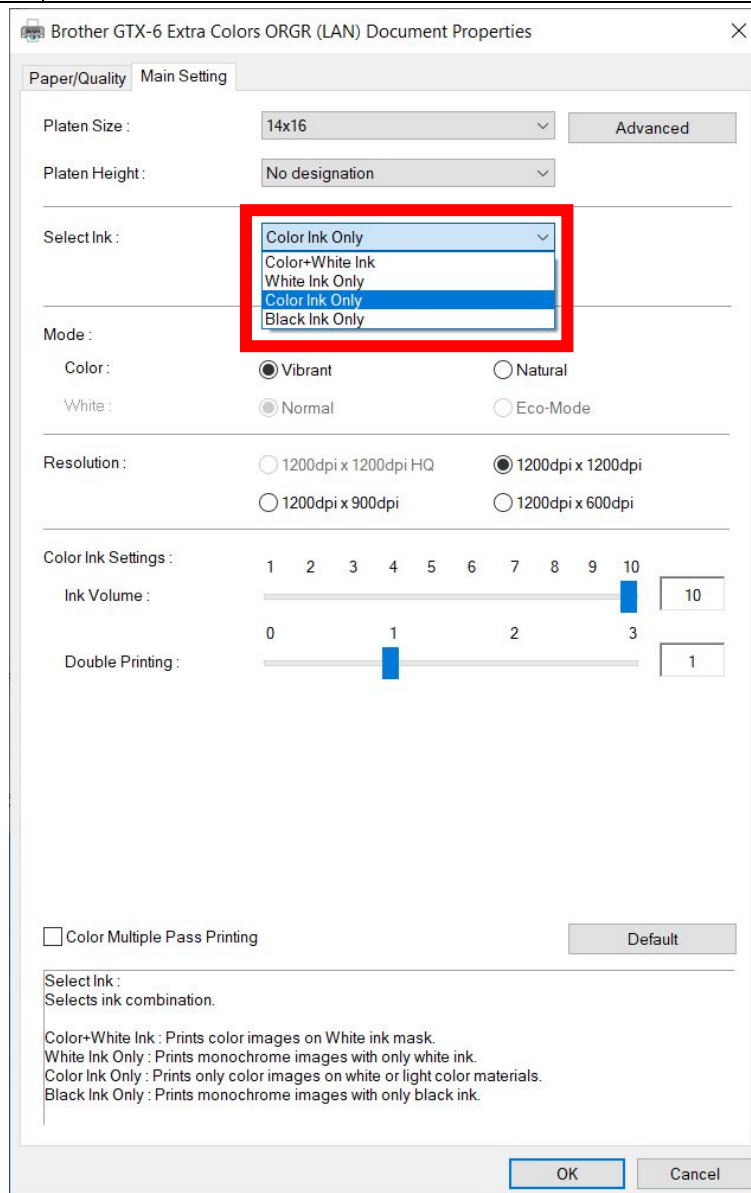 Brother GTX-6 Extra Colors ORGR (LAN) Document Properties
Paper/Quality Main Setting
Platen Size : 14x16 Advanced
Platen Height : No designation
Select Ink : Color Ink Only
Color+White Ink
White Ink Only
Color Ink Only
Black Ink Only
Mode :
Color : Vibrant Natural
White : Normal Eco-Mode
Resolution : 1200dpi x 1200dpi HQ 1200dpi x 1200dpi
1200dpi x 900dpi 1200dpi x 600dpi
Color Ink Settings :
1 2 3 4 5 6 7 8 9 10
Ink Volume : 10
0 1 2 3
Double Printing : 1
Color Multiple Pass Printing Default
Select Ink :
Selects ink combination.
Color+White Ink : Prints color images on White ink mask.
White Ink Only : Prints monochrome images with only white ink.
Color Ink Only : Prints only color images on white or light color materials.
Black Ink Only : Prints monochrome images with only black ink.
OK Cancel